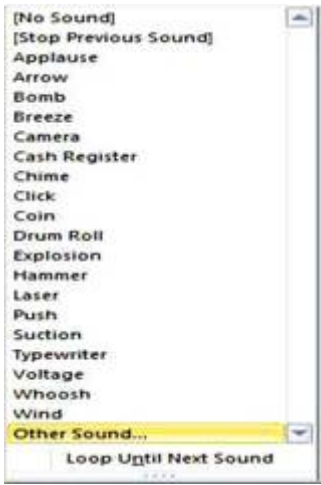 [No Sound]
[Stop Previous Sound]
Applause
Arrow
Bomb
Breeze
Camera
Cash Register
Chime
Click
Coin
Drum Roll
Explosion
Hammer
Laser
Push
Suction
Typewriter
Voltage
Whoosh
Wind
Other Sound...
Loop Until Next Sound